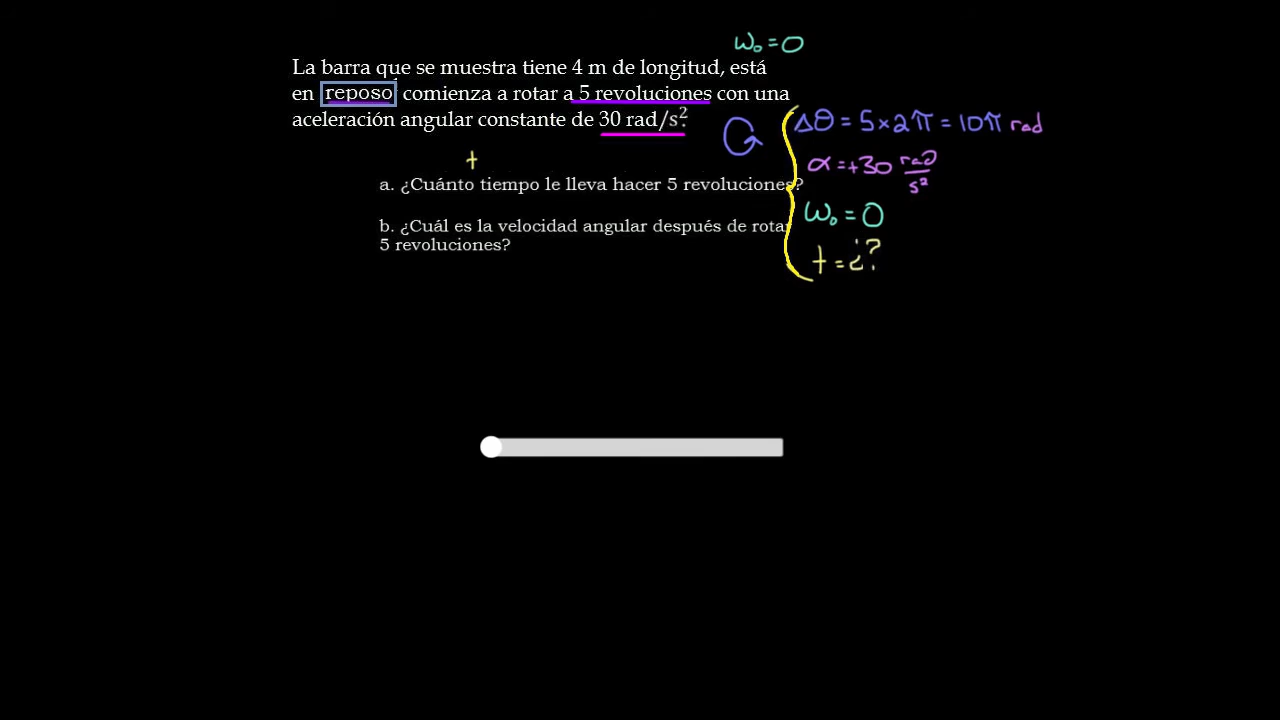 ω₀ = 0
La barra que se muestra tiene 4 m de longitud, está
en reposo comienza a rotar a 5 revoluciones con una
aceleración angular constante de 30 rad/s².
Δθ = 5 × 2π = 10π rad
α = +30 rad/s²
ω₀ = 0
t = ¿?
t
a. ¿Cuánto tiempo le lleva hacer 5 revoluciones?
b. ¿Cuál es la velocidad angular después de rotar
5 revoluciones?